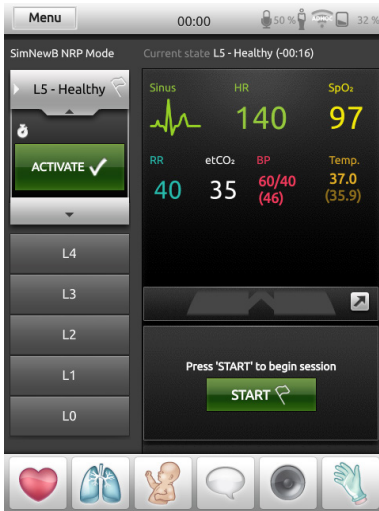 Menu
00:00
50 %
32 %
SimNewB NRP Mode
Current state L5 - Healthy (-00:16)
L5 - Healthy
ACTIVATE
L4
L3
L2
L1
L0
Sinus
HR
SpO₂
140
97
RR
etCO₂
BP
Temp.
40
35
60/40
(46)
37.0
(35.9)
Press 'START' to begin session
START